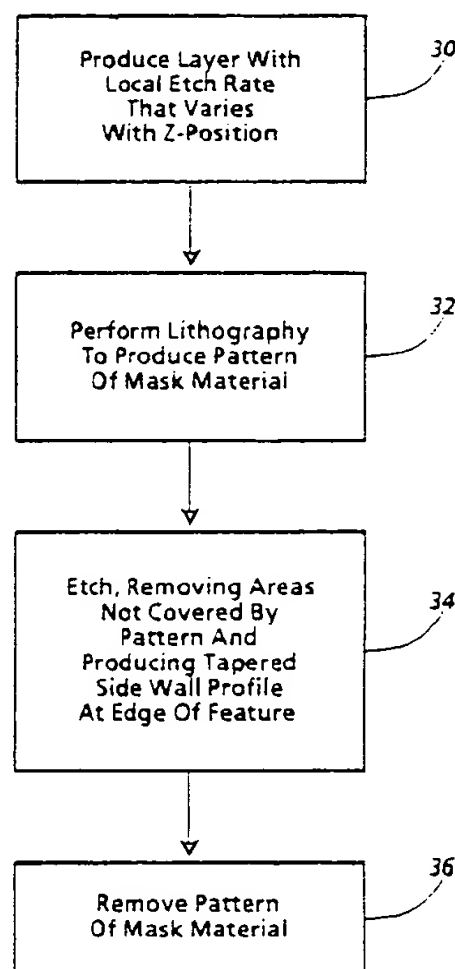 Produce Layer With
Local Etch Rate
That Varies
With Z-Position
30
Perform Lithography
To Produce Pattern
Of Mask Material
32
Etch, Removing Areas
Not Covered By
Pattern And
Producing Tapered
Side Wall Profile
At Edge Of Feature
34
Remove Pattern
Of Mask Material
36